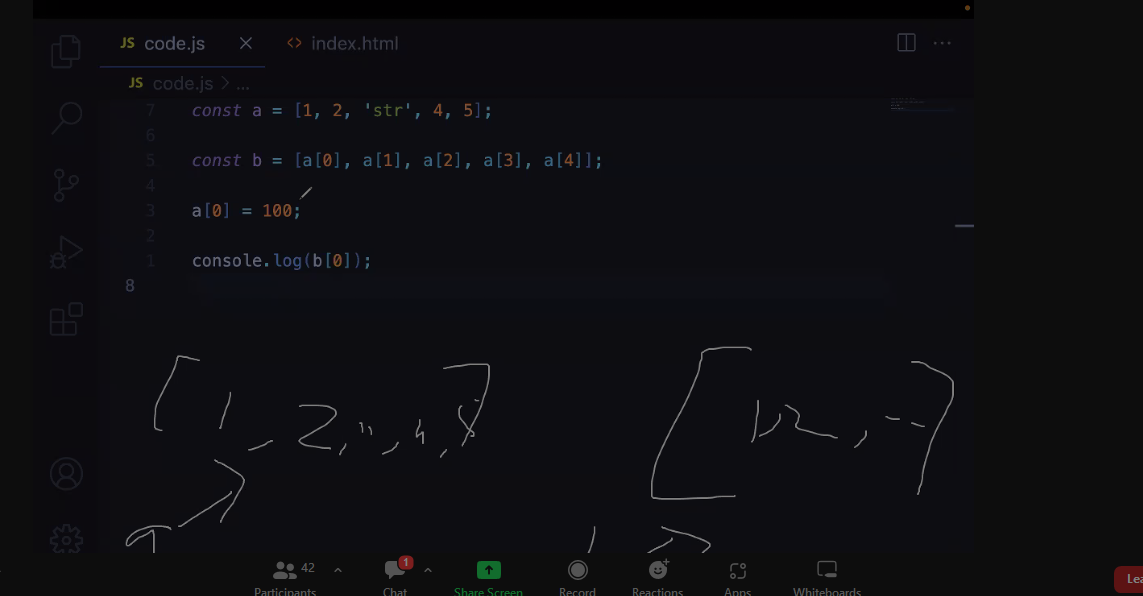 JS code.js × <> index.html ...
JS code.js > ...
7 const a = [1, 2, 'str', 4, 5];
6
5 const b = [a[0], a[1], a[2], a[3], a[4]];
4
3 a[0] = 100;
2
1 console.log(b[0]);
8
[1, 2, '', 4, 5]
42
1
Participants Chat Share Screen Record Reactions Apps Whiteboards
Lea